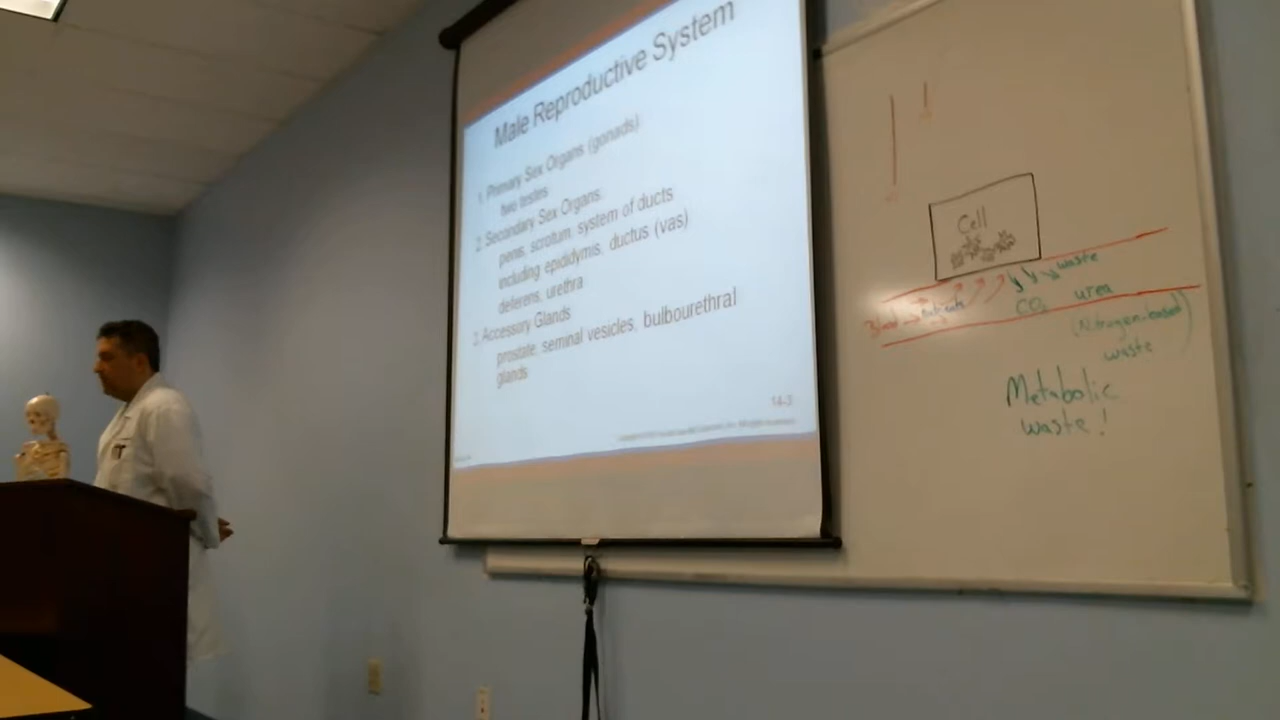 Male Reproductive System
1. Primary Sex Organs (gonads)
two testes
2. Secondary Sex Organs:
penis, scrotum, system of ducts
including epididymis, ductus (vas)
deferens, urethra
3. Accessory Glands
prostate, seminal vesicles, bulbourethral
glands
14-3
Cell
waste
Blood → nutrients
CO₂ urea
(Nitrogen-based)
waste
Metabolic
waste!